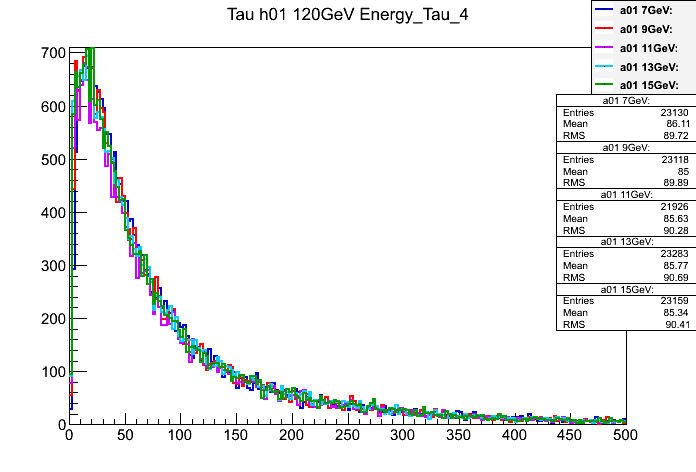 Tau h01 120GeV Energy_Tau_4
a01 7GeV:
a01 9GeV:
a01 11GeV:
a01 13GeV:
a01 15GeV:
a01 7GeV:
Entries 23130
Mean 86.11
RMS 89.72
a01 9GeV:
Entries 23118
Mean 85
RMS 89.89
a01 11GeV:
Entries 21926
Mean 85.63
RMS 90.28
a01 13GeV:
Entries 23283
Mean 85.77
RMS 90.69
a01 15GeV:
Entries 23159
Mean 85.34
RMS 90.41
700
600
500
400
300
200
100
0
0 50 100 150 200 250 300 350 400 450 500